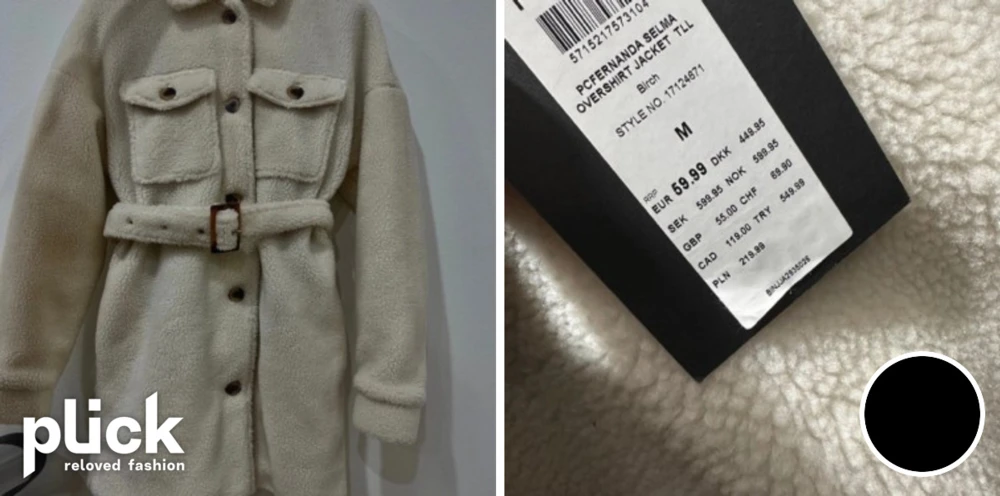 plick
reloved fashion
5715217573104
PCFERNANDA SELMA
OVERSHIRT JACKET TLL
Birch
STYLE NO. 17124871
M
RRP
EUR 59.99 DKK 449.95
SEK 599.95 NOK 599.95
GBP 55.00 CHF 69.90
CAD 119.00 TRY 549.99
PLN 219.99